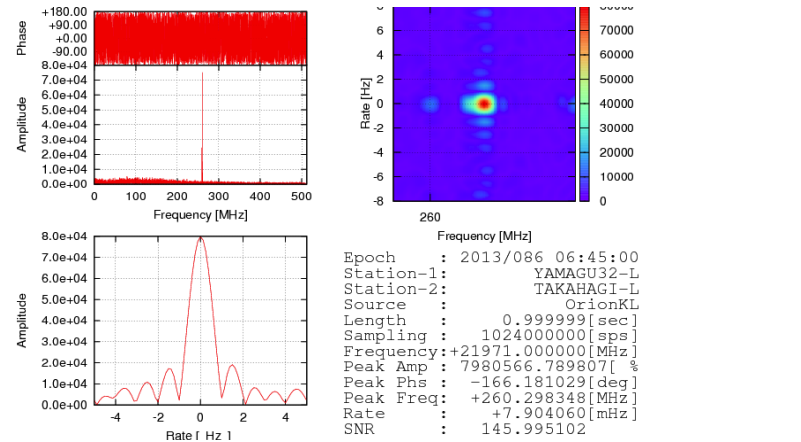 +180.00
+90.00
+0.00
-90.00
Phase
8.0e+04
7.0e+04
6.0e+04
5.0e+04
4.0e+04
3.0e+04
2.0e+04
1.0e+04
0.0e+00
Amplitude
0 100 200 300 400 500
Frequency [MHz]
8.0e+04
7.0e+04
6.0e+04
5.0e+04
4.0e+04
3.0e+04
2.0e+04
1.0e+04
0.0e+00
Amplitude
-4 -2 0 2 4
Rate [ Hz ]
8
6
4
2
0
-2
-4
-6
-8
Rate [Hz]
260
Frequency [MHz]
80000
70000
60000
50000
40000
30000
20000
10000
0
Epoch : 2013/086 06:45:00
Station-1: YAMAGU32-L
Station-2: TAKAHAGI-L
Source : OrionKL
Length : 0.999999[sec]
Sampling : 1024000000[sps]
Frequency:+21971.000000[MHz]
Peak Amp : 7980566.789807[ %
Peak Phs : -166.181029[deg]
Peak Freq: +260.298348[MHz]
Rate : +7.904060[mHz]
SNR : 145.995102